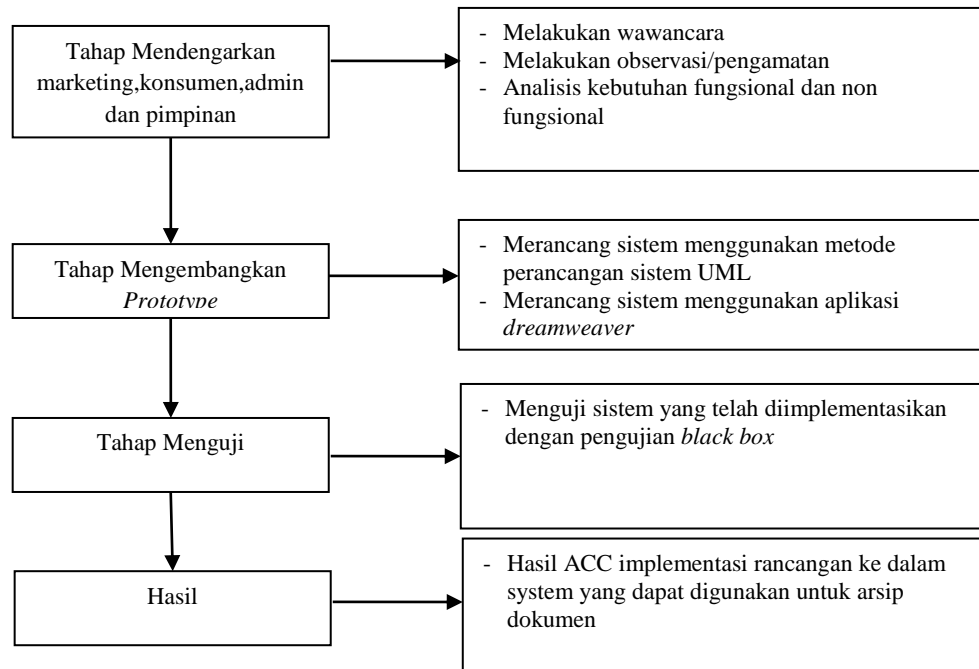 Tahap Mendengarkan
marketing,konsumen,admin
dan pimpinan
- Melakukan wawancara
- Melakukan observasi/pengamatan
- Analisis kebutuhan fungsional dan non
fungsional
Tahap Mengembangkan
Prototype
- Merancang sistem menggunakan metode
perancangan sistem UML
- Merancang sistem menggunakan aplikasi
dreamweaver
Tahap Menguji
- Menguji sistem yang telah diimplementasikan
dengan pengujian black box
Hasil
- Hasil ACC implementasi rancangan ke dalam
system yang dapat digunakan untuk arsip
dokumen